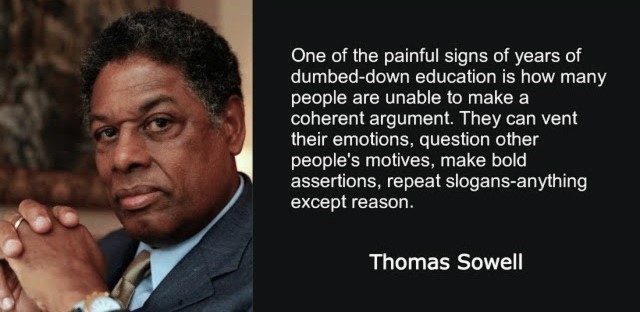 One of the painful signs of years of
dumbed-down education is how many
people are unable to make a
coherent argument. They can vent
their emotions, question other
people's motives, make bold
assertions, repeat slogans-anything
except reason.
Thomas Sowell